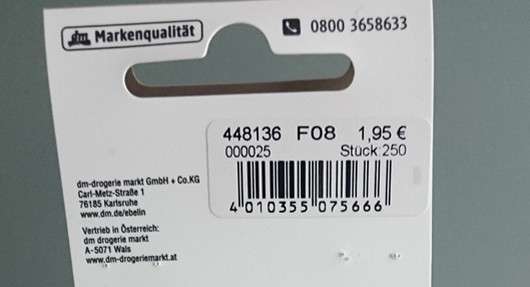 dm Markenqualität
0800 3658633
448136 F08 1,95 €
000025 Stück:250
4 010355 075666
dm-drogerie markt GmbH + Co.KG
Carl-Metz-Straße 1
76185 Karlsruhe
www.dm.de/ebelin
Vertrieb in Österreich:
dm drogerie markt
A-5071 Wals
www.dm-drogeriemarkt.at